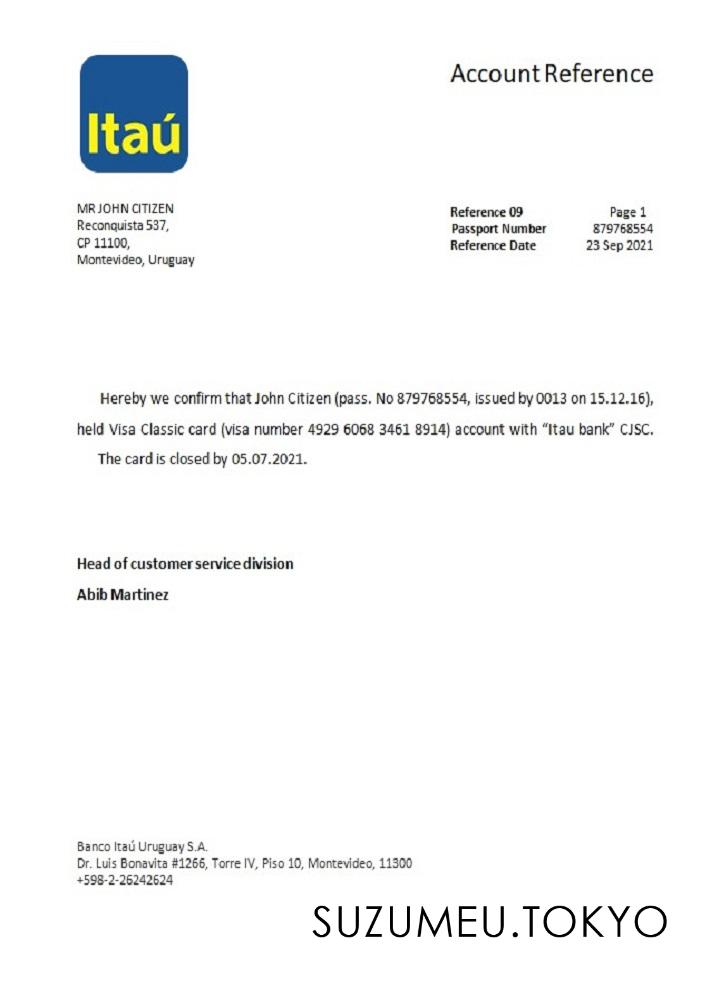 Itaú
Account Reference
MR JOHN CITIZEN
Reconquista 537,
CP 11100,
Montevideo, Uruguay
Reference 09 Page 1
Passport Number 879768554
Reference Date 23 Sep 2021
Hereby we confirm that John Citizen (pass. No 879768554, issued by 0013 on 15.12.16),
held Visa Classic card (visa number 4929 6068 3461 8914) account with “Itau bank” CJSC.
The card is closed by 05.07.2021.
Head of customer service division
Abib Martinez
Banco Itaú Uruguay S.A.
Dr. Luis Bonavita #1266, Torre IV, Piso 10, Montevideo, 11300
+598-2-26242624
SUZUMEU.TOKYO